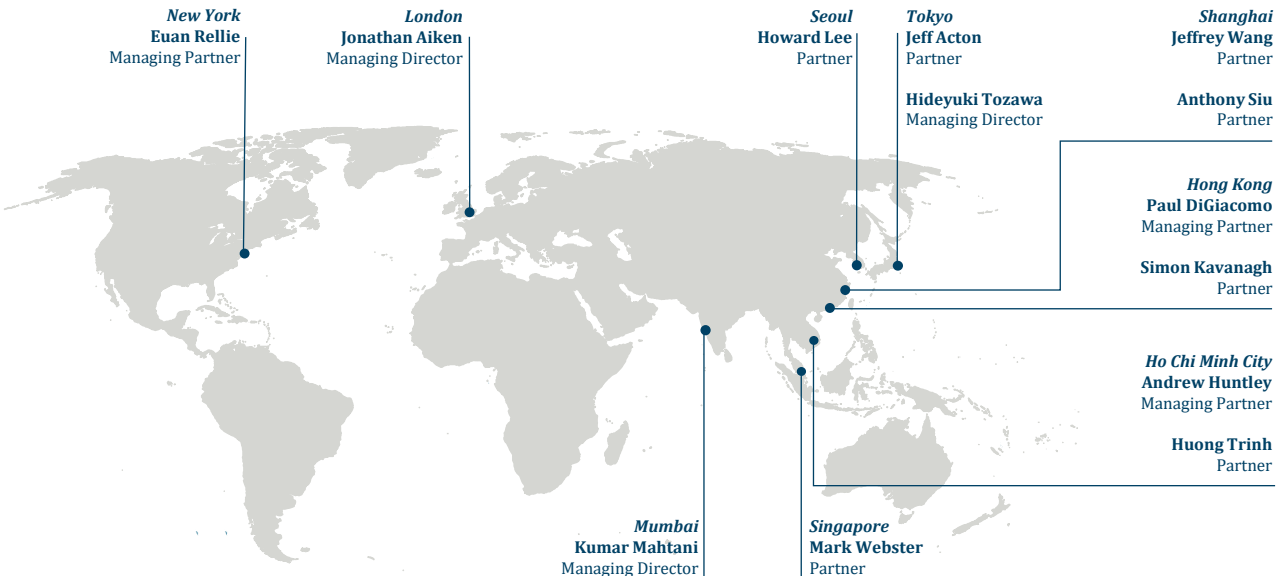 New York
Euan Rellie
Managing Partner
London
Jonathan Aiken
Managing Director
Seoul
Howard Lee
Partner
Tokyo
Jeff Acton
Partner
Hideyuki Tozawa
Managing Director
Shanghai
Jeffrey Wang
Partner
Anthony Siu
Partner
Hong Kong
Paul DiGiacomo
Managing Partner
Simon Kavanagh
Partner
Ho Chi Minh City
Andrew Huntley
Managing Partner
Huong Trinh
Partner
Mumbai
Kumar Mahtani
Managing Director
Singapore
Mark Webster
Partner